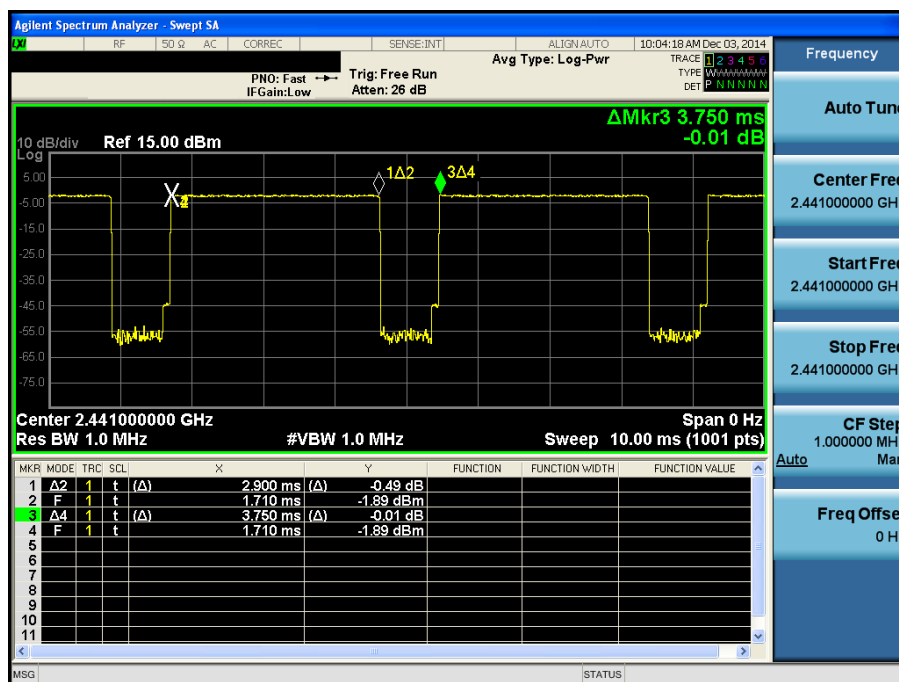 Agilent Spectrum Analyzer - Swept SA
LXI RF 50 Ω AC CORREC SENSE:INT ALIGN AUTO 10:04:18 AM Dec 03, 2014
Frequency
Avg Type: Log-Pwr
TRACE 1 2 3 4 5 6
PNO: Fast Trig: Free Run
TYPE W
IFGain:Low Atten: 26 dB
DET P N N N N N
Auto Tune
ΔMkr3 3.750 ms
-0.01 dB
10 dB/div Ref 15.00 dBm
Log
1Δ2 3Δ4
5.00
-5.00
-15.0
-25.0
-35.0
-45.0
-55.0
-65.0
-75.0
Center Freq
2.441000000 GH
Start Freq
2.441000000 GH
Stop Freq
2.441000000 GH
CF Step
1.000000 MH
Auto Man
Freq Offse
0 H
Center 2.441000000 GHz Span 0 Hz
Res BW 1.0 MHz #VBW 1.0 MHz Sweep 10.00 ms (1001 pts)
MKR MODE TRC SCL X Y FUNCTION FUNCTION WIDTH FUNCTION VALUE
1 Δ2 1 t (Δ) 2.900 ms (Δ) -0.49 dB
2 F 1 t 1.710 ms -1.89 dBm
3 Δ4 1 t (Δ) 3.750 ms (Δ) -0.01 dB
4 F 1 t 1.710 ms -1.89 dBm
5
6
7
8
9
10
11
MSG STATUS